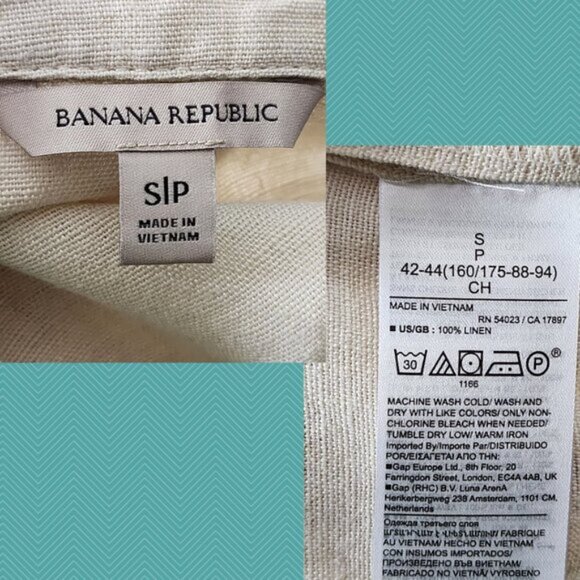 BANANA REPUBLIC
S|P
MADE IN
VIETNAM
S
P
42-44(160/175-88-94)
CH
MADE IN VIETNAM
RN 54023 / CA 17897
■ US/GB : 100% LINEN
30
P®
1166
MACHINE WASH COLD/ WASH AND
DRY WITH LIKE COLORS/ ONLY NON-
CHLORINE BLEACH WHEN NEEDED/
TUMBLE DRY LOW/ WARM IRON
Imported By/Importe Par/DISTRIBUIDO
POR/ΕΙΣΑΓΕΤΑΙ ΑΠΟ ΤΗΝ:
■Gap Europe Ltd., 8th Floor, 20
Farringdon Street, London, EC4A 4AB, UK
■Gap (RHC) B.V. Luna ArenA
Herikerbergweg 238 Amsterdam, 1101 CM,
Netherlands
Одежда третьего слоя
FABRIQUE
AU VIETNAM/ HECHO EN VIETNAM
CON INSUMOS IMPORTADOS/
ПРОИЗВЕДЕНО ВЪВ ВИЕТНАМ/
FABRICADO NO VIETNÃ/ VYROBENO